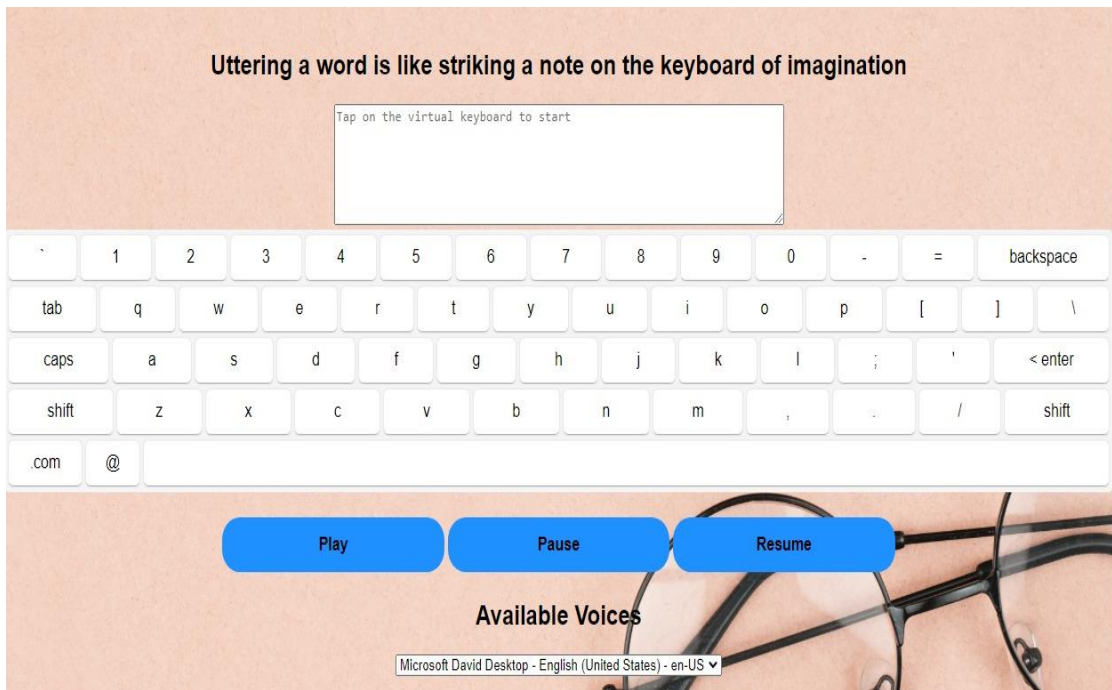 Uttering a word is like striking a note on the keyboard of imagination
Tap on the virtual keyboard to start
` 1 2 3 4 5 6 7 8 9 0 - = backspace
tab q w e r t y u i o p [ ] \
caps a s d f g h j k l ; ' < enter
shift z x c v b n m , . / shift
.com @
Play Pause Resume
Available Voices
Microsoft David Desktop - English (United States) - en-US